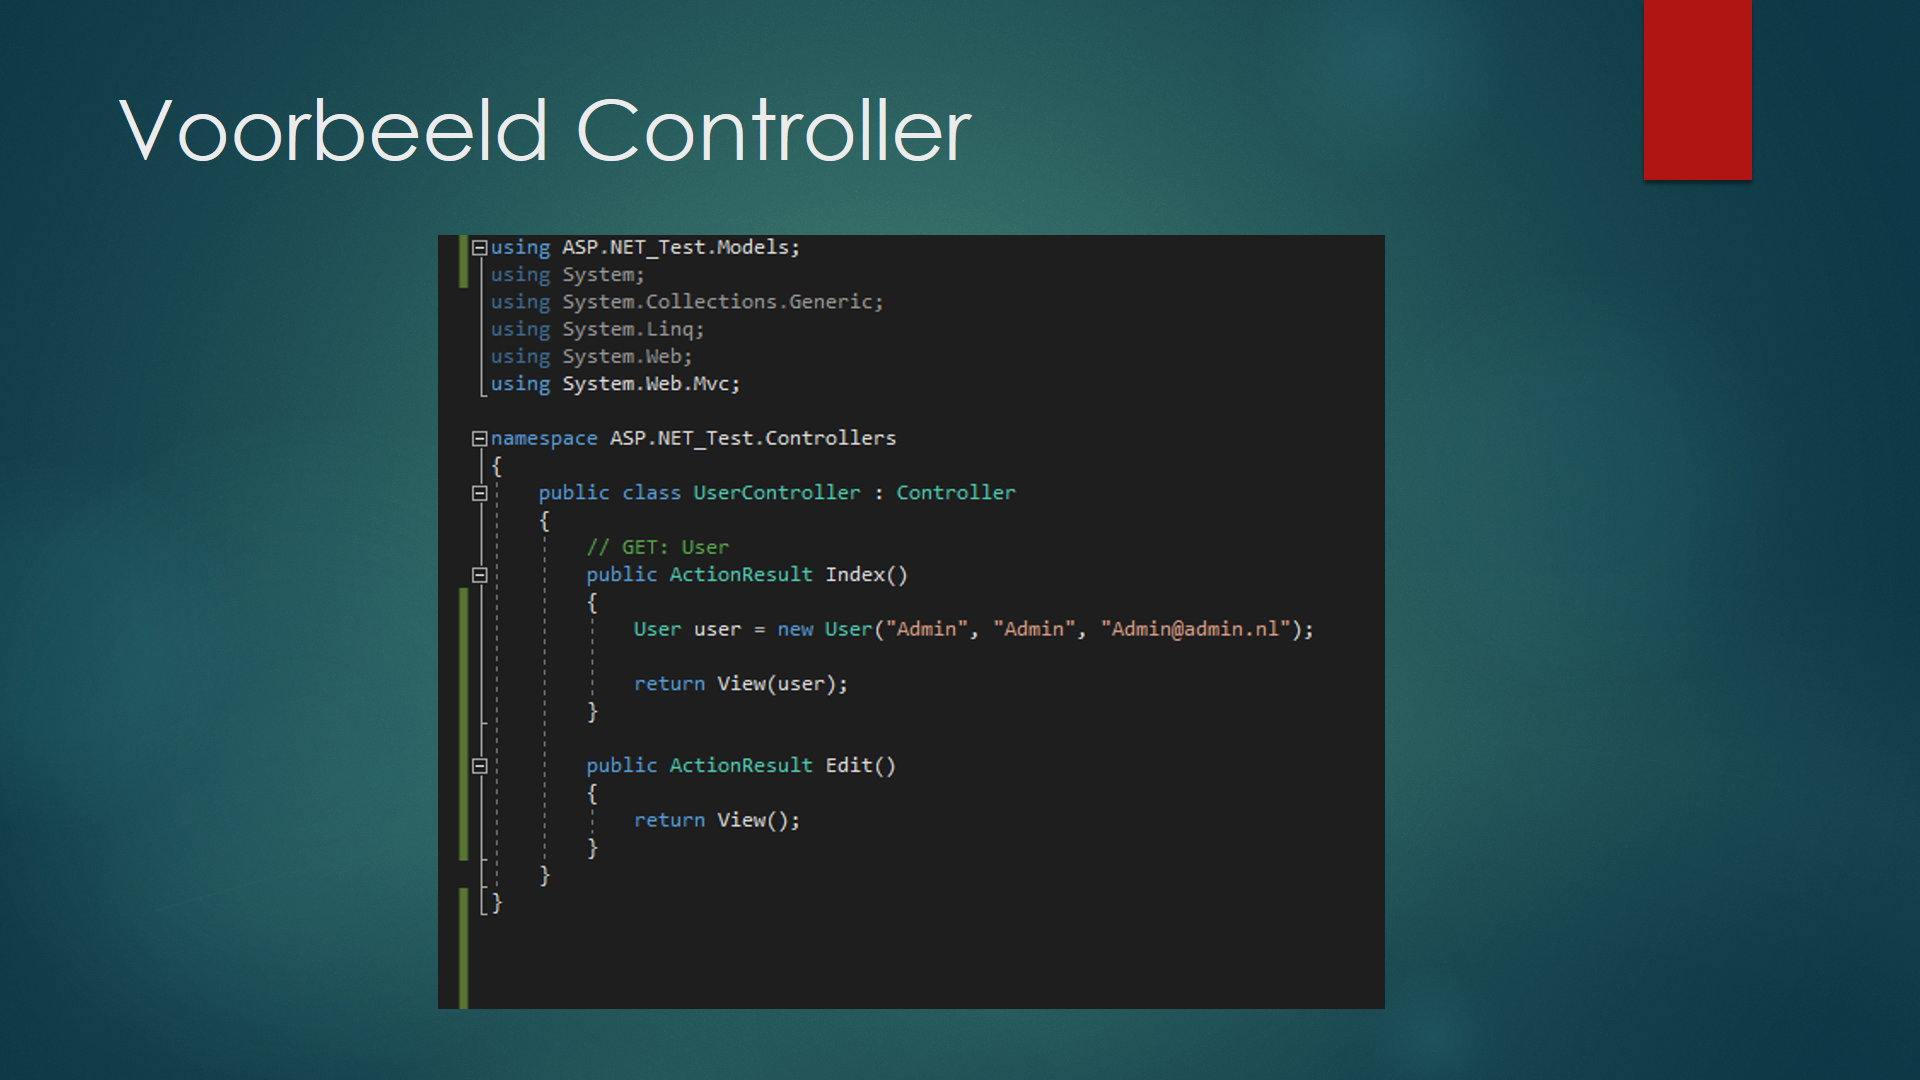 Voorbeeld Controller
using ASP.NET_Test.Models;
using System;
using System.Collections.Generic;
using System.Linq;
using System.Web;
using System.Web.Mvc;
namespace ASP.NET_Test.Controllers
{
public class UserController : Controller
{
// GET: User
public ActionResult Index()
{
User user = new User("Admin", "Admin", "Admin@admin.nl");
return View(user);
}
public ActionResult Edit()
{
return View();
}
}
}